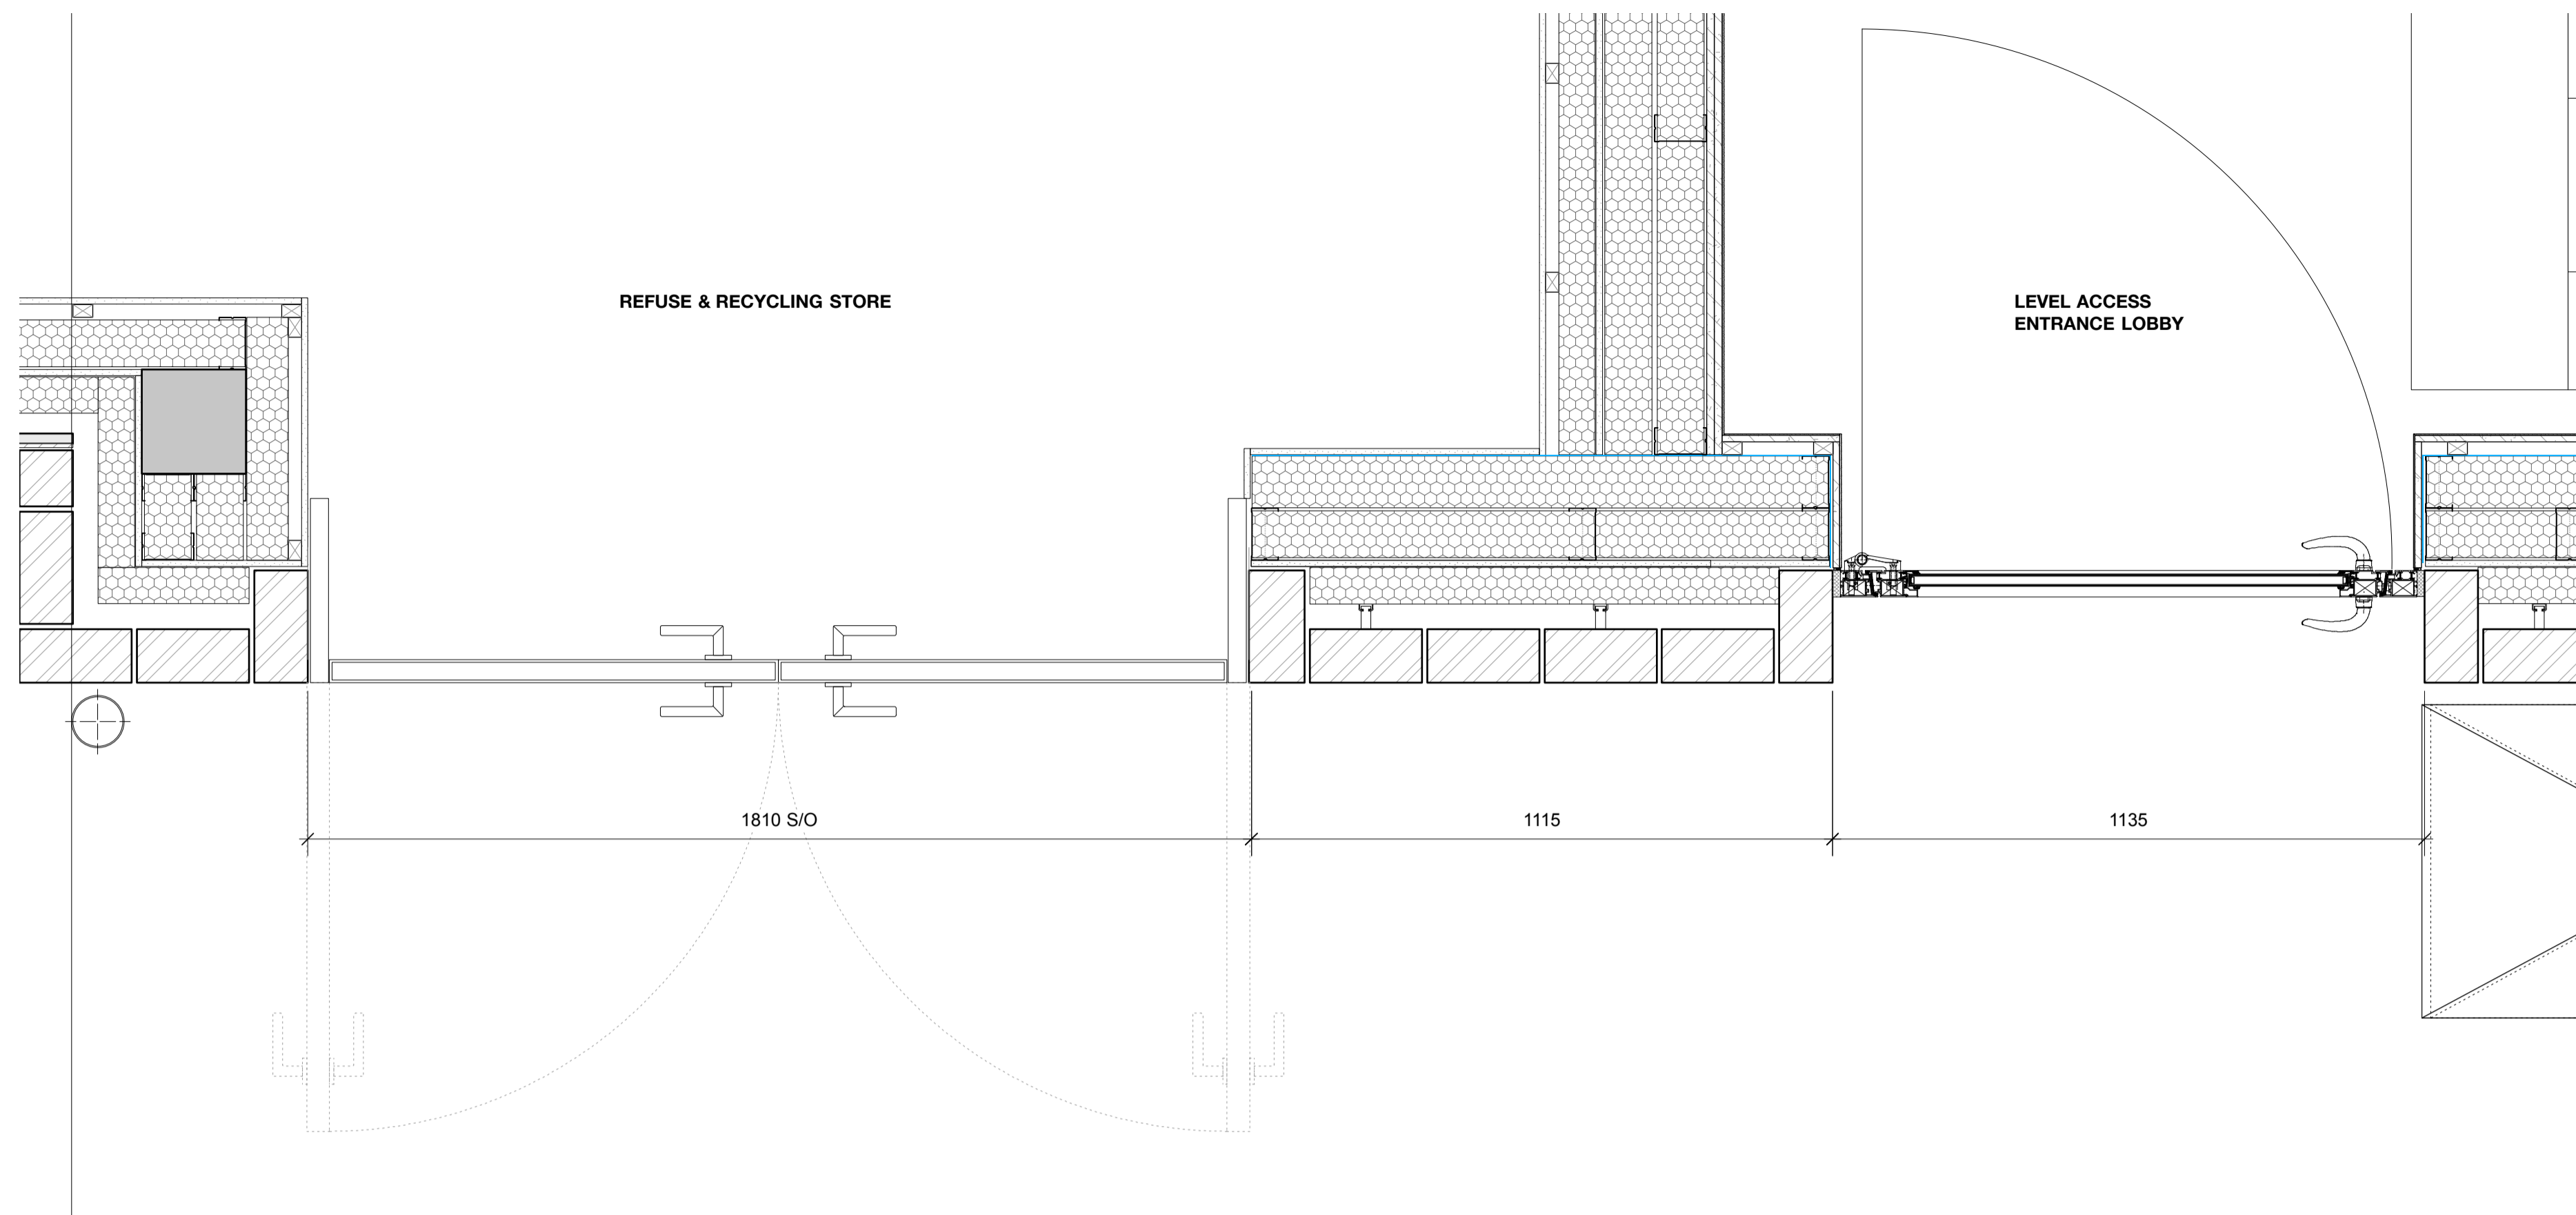 REFUSE & RECYCLING STORE
LEVEL ACCESS
ENTRANCE LOBBY
1810 S/O
1115
1135